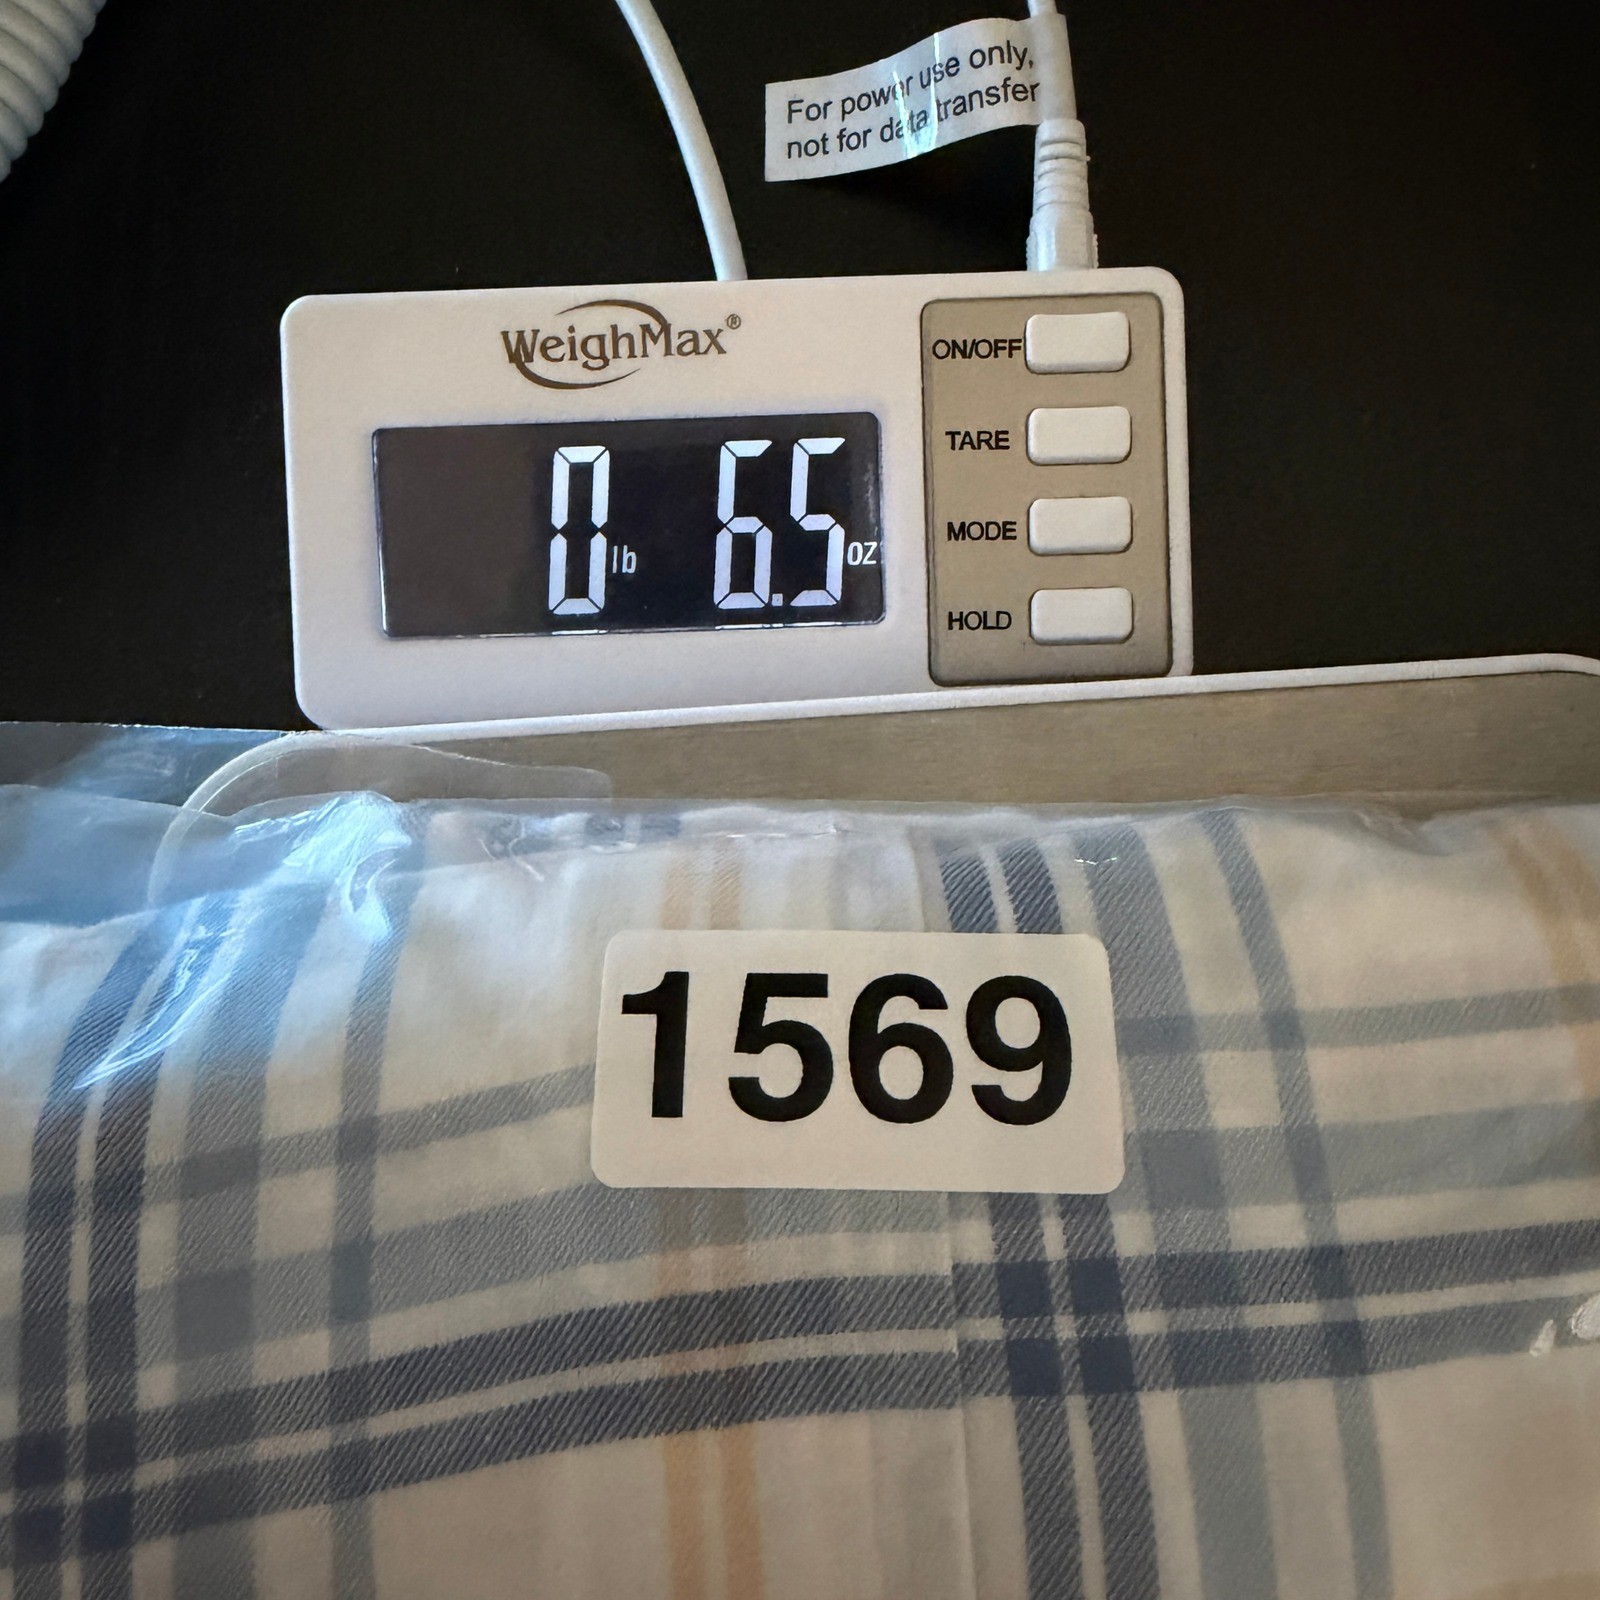 For power use only,
not for data transfer
WeighMax®
ON/OFF
TARE
MODE
HOLD
0 lb 6.5 oz
1569